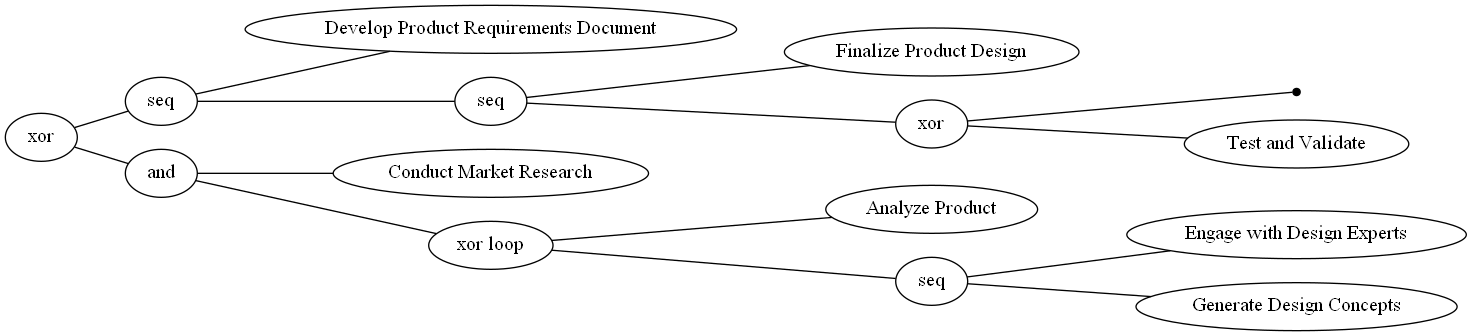 Develop Product Requirements Document
Finalize Product Design
seq
seq
xor
xor
Test and Validate
and
Conduct Market Research
Analyze Product
xor loop
Engage with Design Experts
seq
Generate Design Concepts